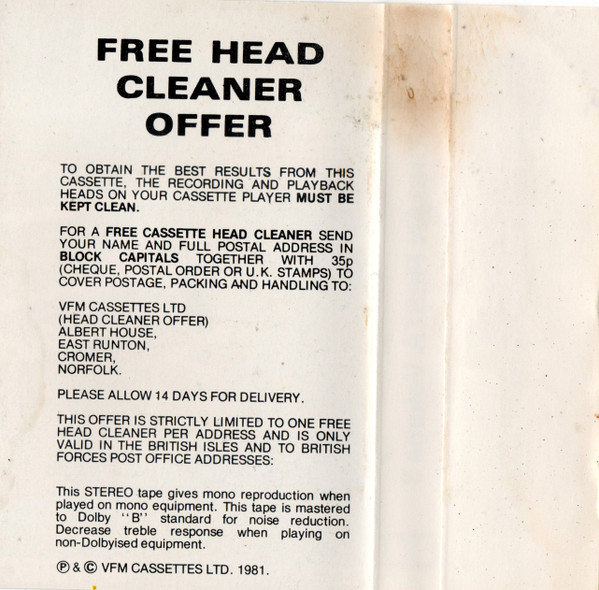 FREE HEAD
CLEANER
OFFER
TO OBTAIN THE BEST RESULTS FROM THIS
CASSETTE, THE RECORDING AND PLAYBACK
HEADS ON YOUR CASSETTE PLAYER MUST BE
KEPT CLEAN.
FOR A FREE CASSETTE HEAD CLEANER SEND
YOUR NAME AND FULL POSTAL ADDRESS IN
BLOCK CAPITALS TOGETHER WITH 35p
(CHEQUE, POSTAL ORDER OR U.K. STAMPS) TO
COVER POSTAGE, PACKING AND HANDLING TO:
VFM CASSETTES LTD
(HEAD CLEANER OFFER)
ALBERT HOUSE,
EAST RUNTON,
CROMER,
NORFOLK.
PLEASE ALLOW 14 DAYS FOR DELIVERY.
THIS OFFER IS STRICTLY LIMITED TO ONE FREE
HEAD CLEANER PER ADDRESS AND IS ONLY
VALID IN THE BRITISH ISLES AND TO BRITISH
FORCES POST OFFICE ADDRESSES:
This STEREO tape gives mono reproduction when
played on mono equipment. This tape is mastered
to Dolby ''B'' standard for noise reduction.
Decrease treble response when playing on
non-Dolbyised equipment.
℗ & © VFM CASSETTES LTD. 1981.